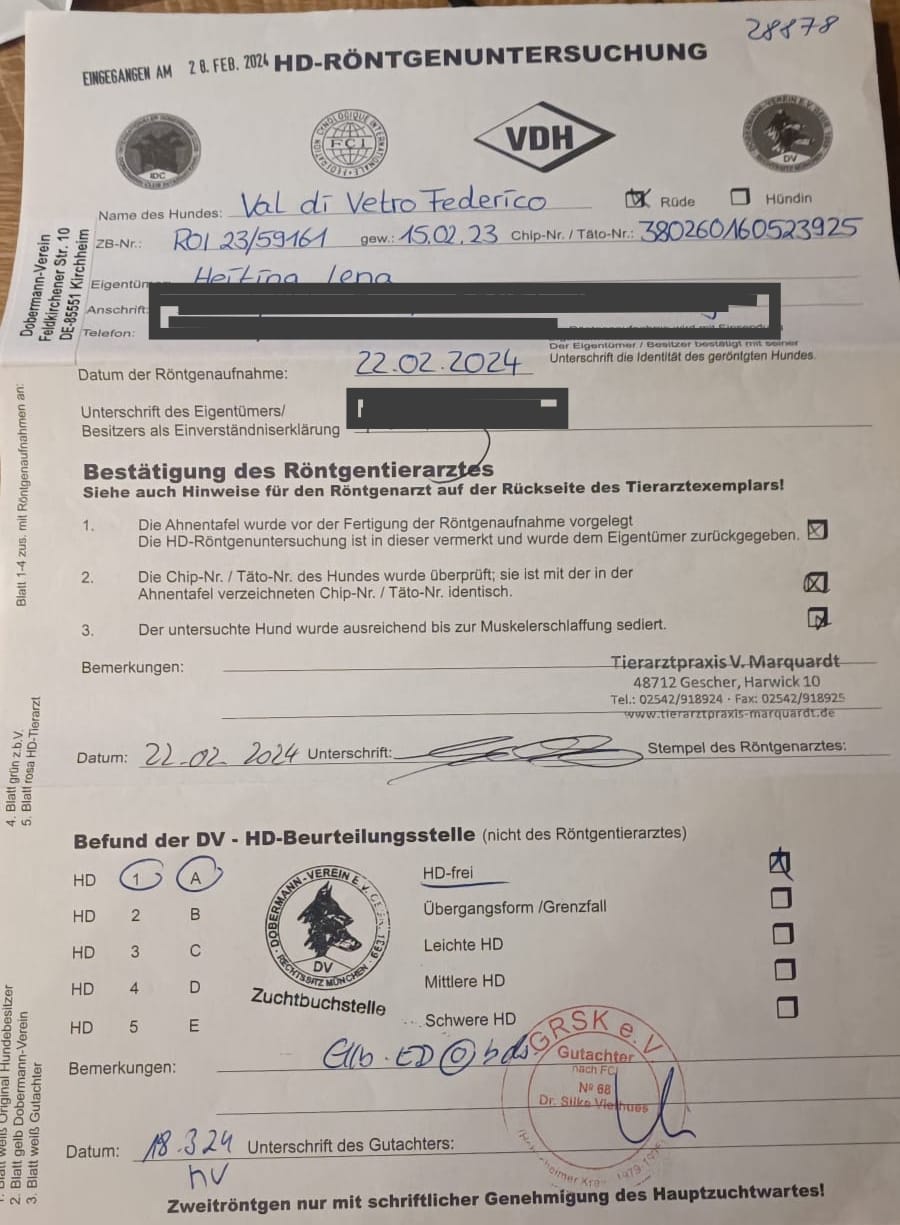 28878
EINGEGANGEN AM 28. FEB. 2024 HD-RÖNTGENUNTERSUCHUNG
IDC
FCI
VDH
DV
Name des Hundes: Val di Vetro Federico Rüde Hündin
ZB-Nr.: ROI 23/59161 gew.: 15.02.23 Chip-Nr. / Täto-Nr.: 380260160523925
Eigentüm Heiting Lena
Anschrift:
Telefon:
Der Eigentümer / Besitzer bestätigt mit seiner
Unterschrift die Identität des geröntgten Hundes.
Datum der Röntgenaufnahme: 22.02.2024
Unterschrift des Eigentümers/
Besitzers als Einverständniserklärung
Dobermann-Verein
Feldkirchener Str. 10
DE-85551 Kirchheim
Blatt 1-4 zus. mit Röntgenaufnahmen an:
Bestätigung des Röntgentierarztes
Siehe auch Hinweise für den Röntgenarzt auf der Rückseite des Tierarztexemplars!
1. Die Ahnentafel wurde vor der Fertigung der Röntgenaufnahme vorgelegt
Die HD-Röntgenuntersuchung ist in dieser vermerkt und wurde dem Eigentümer zurückgegeben.
2. Die Chip-Nr. / Täto-Nr. des Hundes wurde überprüft; sie ist mit der in der
Ahnentafel verzeichneten Chip-Nr. / Täto-Nr. identisch.
3. Der untersuchte Hund wurde ausreichend bis zur Muskelerschlaffung sediert.
Bemerkungen:
Tierarztpraxis V. Marquardt
48712 Gescher, Harwick 10
Tel.: 02542/918924 · Fax: 02542/918925
www.tierarztpraxis-marquardt.de
Datum: 22.02.2024 Unterschrift: Stempel des Röntgenarztes:
4. Blatt grün z.b.V.
5. Blatt rosa HD-Tierarzt
Befund der DV - HD-Beurteilungsstelle (nicht des Röntgentierarztes)
HD 1 A HD-frei
HD 2 B Übergangsform /Grenzfall
HD 3 C Leichte HD
HD 4 D Mittlere HD
HD 5 E Schwere HD
DOBERMANN-VEREIN E.V.
RECHTSSITZ MÜNCHEN
DV
Zuchtbuchstelle
Bemerkungen: Ellb. ED 0 bds
GRSK e.V.
Gutachter
nach FCI
Nº 68
Dr. Silke Viefhues
Datum: 18.3.24 Unterschrift des Gutachters:
hv
Zweitröntgen nur mit schriftlicher Genehmigung des Hauptzuchtwartes!
1. Blatt weiß Original Hundebesitzer
2. Blatt gelb Dobermann-Verein
3. Blatt weiß Gutachter